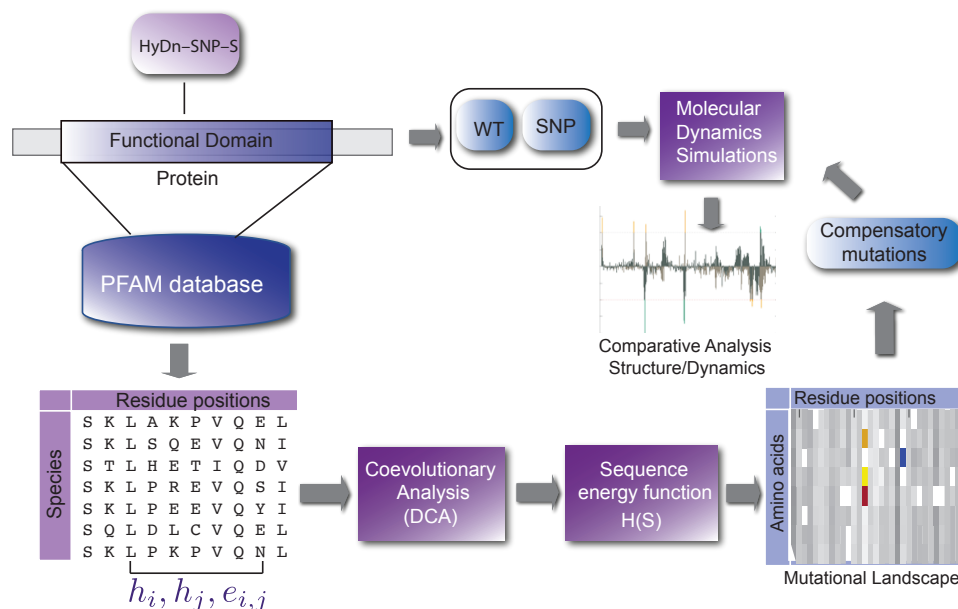 HyDn–SNP–S
Functional Domain
Protein
WT
SNP
Molecular
Dynamics
Simulations
PFAM database
Compensatory
mutations
Comparative Analysis
Structure/Dynamics
Residue positions
Species
S K L A K P V Q E L
S K L S Q E V Q N I
S T L H E T I Q D V
S K L P R E V Q S I
S K L P E E V Q Y I
S Q L D L C V Q E L
S K L P K P V Q N L
h_i, h_j, e_{i,j}
Coevolutionary
Analysis
(DCA)
Sequence
energy function
H(S)
Residue positions
Amino acids
Mutational Landscape